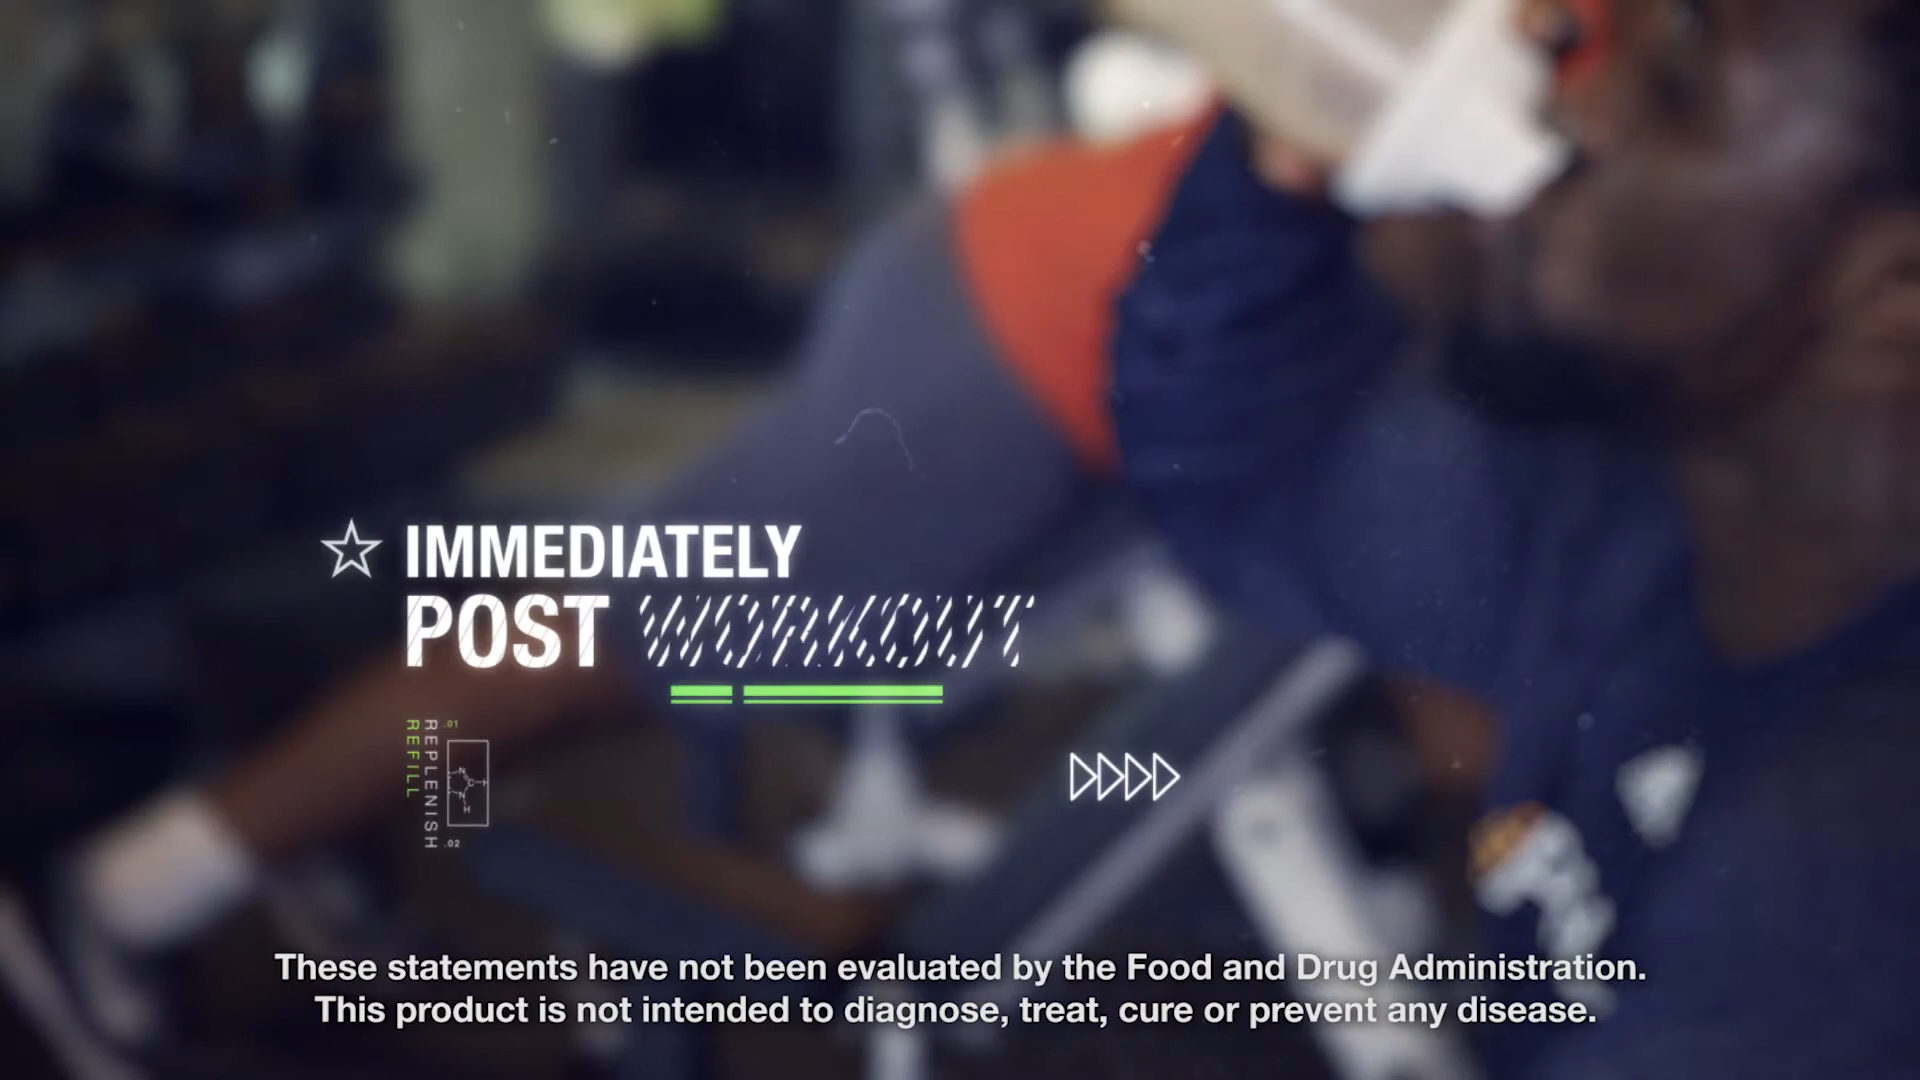 IMMEDIATELY
POST WORKOUT
REFILL
REPLENISH
.01
.02
These statements have not been evaluated by the Food and Drug Administration.
This product is not intended to diagnose, treat, cure or prevent any disease.